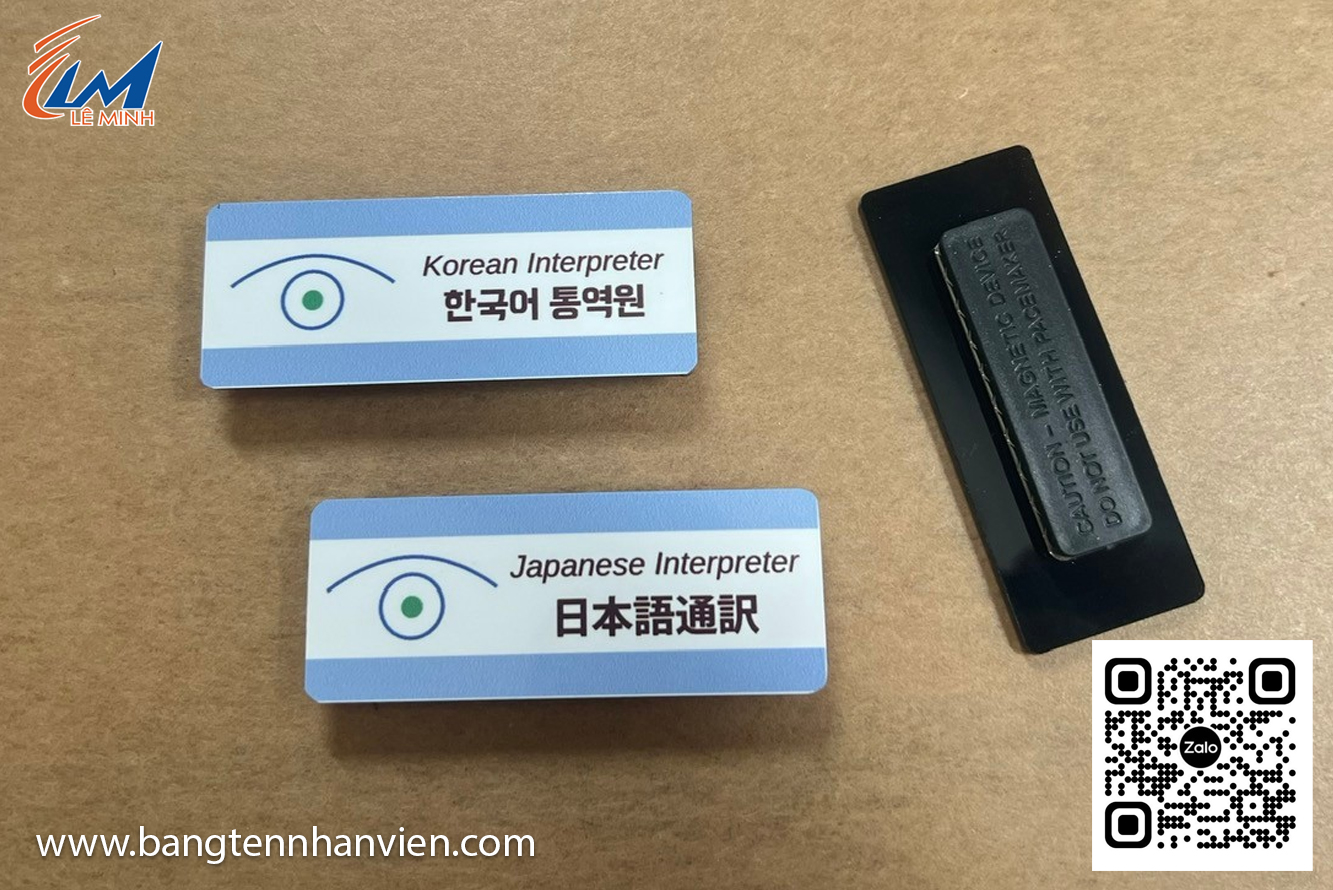 LM
LÊ MINH
Korean Interpreter
한국어 통역원
Japanese Interpreter
日本語通訳
CAUTION – MAGNETIC DEVICE
DO NOT USE WITH PACEMAKER
Zalo
www.bangtennhanvien.com